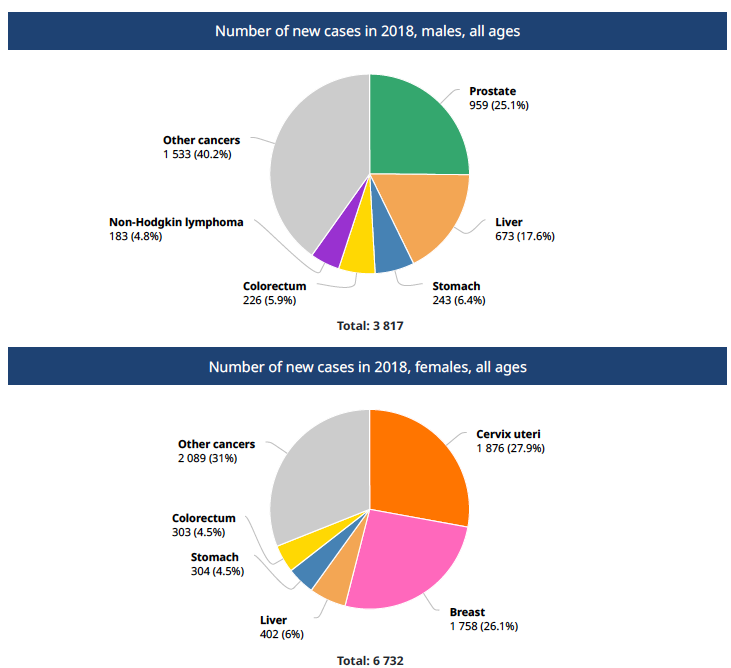 Number of new cases in 2018, males, all ages
Prostate
959 (25.1%)
Other cancers
1 533 (40.2%)
Non-Hodgkin lymphoma
183 (4.8%)
Liver
673 (17.6%)
Colorectum
226 (5.9%)
Stomach
243 (6.4%)
Total: 3 817
Number of new cases in 2018, females, all ages
Cervix uteri
1 876 (27.9%)
Other cancers
2 089 (31%)
Colorectum
303 (4.5%)
Stomach
304 (4.5%)
Breast
1 758 (26.1%)
Liver
402 (6%)
Total: 6 732